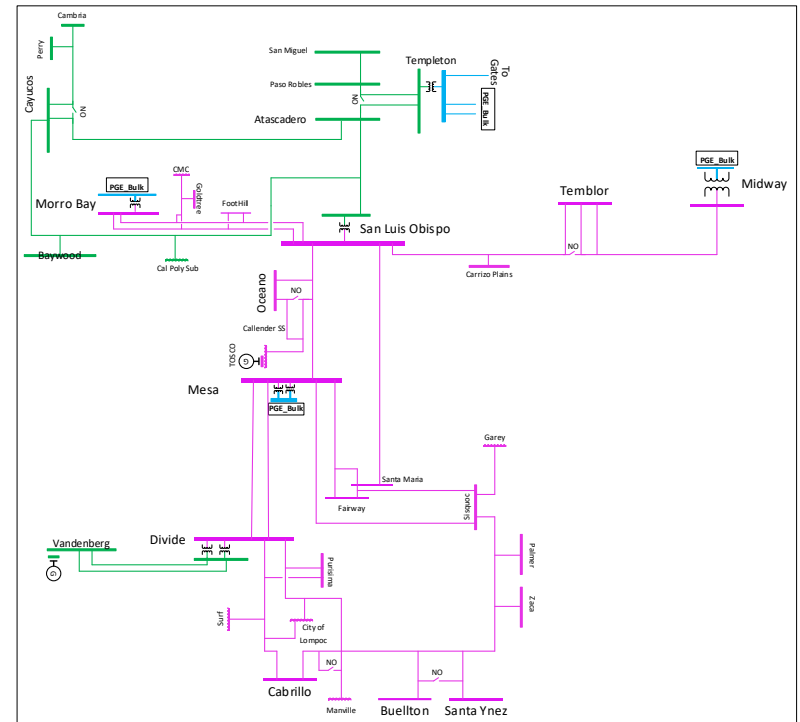 Cambria
Perry
Cayucos
NO
San Miguel
Paso Robles
NO
Atascadero
Templeton
To
Gates
PGE_Bulk
PGE_Bulk
Morro Bay
CMC
Goldtree
FootHill
San Luis Obispo
Baywood
Cal Poly Sub
Temblor
NO
Carrizo Plains
PGE_Bulk
Midway
Oceano
NO
Callender SS
TOSCO
G
Mesa
PGE_Bulk
Santa Maria
Fairway
Garey
Sisquoc
Palmer
Zaca
Vandenberg
G
Divide
Purisima
Surf
City of
Lompoc
Cabrillo
NO
Manville
NO
Buellton
Santa Ynez